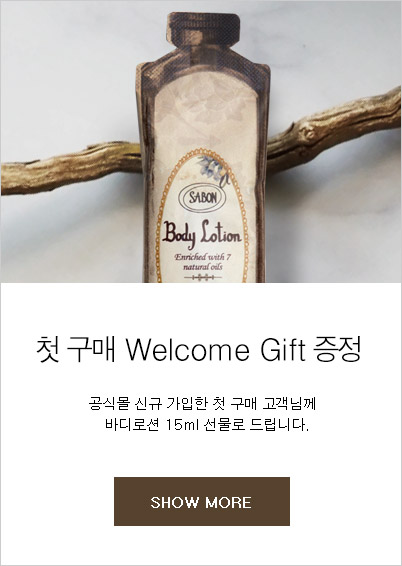 SABON
Body Lotion
Enriched with 7
natural oils
첫 구매 Welcome Gift 증정
공식몰 신규 가입한 첫 구매 고객님께
바디로션 15ml 선물로 드립니다.
SHOW MORE